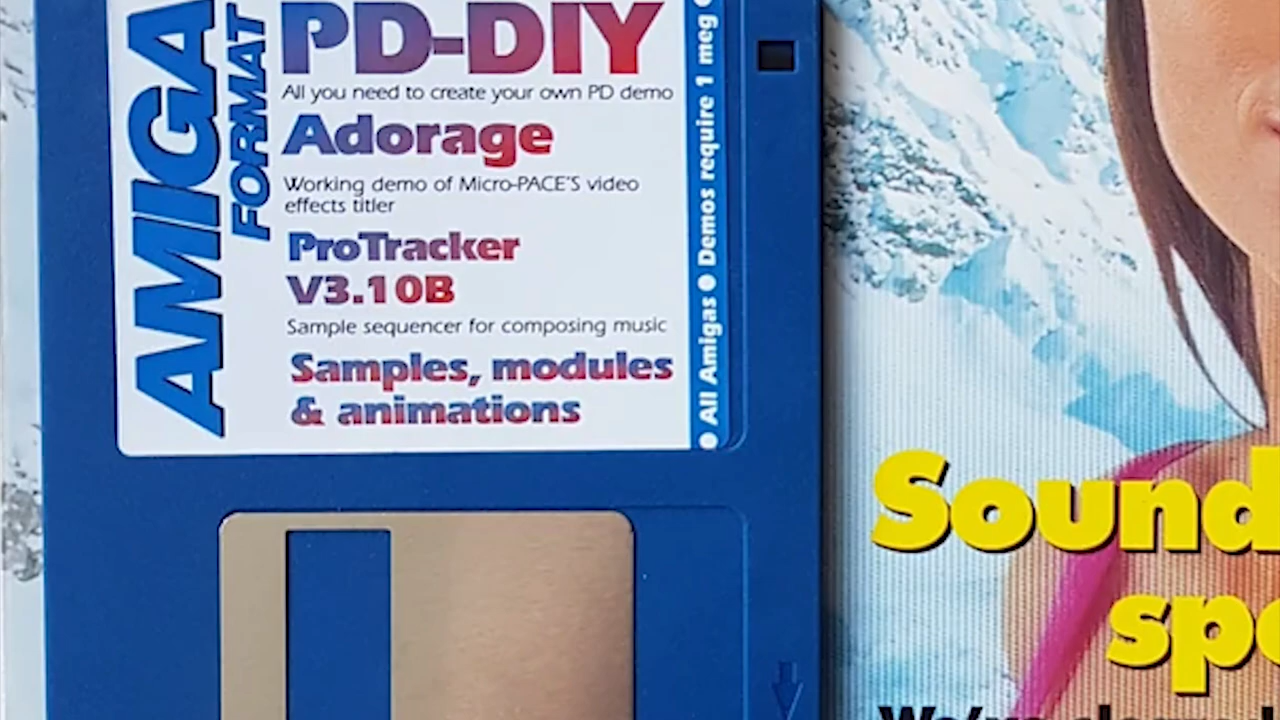 AMIGA
FORMAT
PD-DIY
All you need to create your own PD demo
Adorage
Working demo of Micro-PACE'S video
effects titler
ProTracker
V3.10B
Sample sequencer for composing music
Samples, modules
& animations
● All Amigas ● Demos require 1 meg ●
Sound